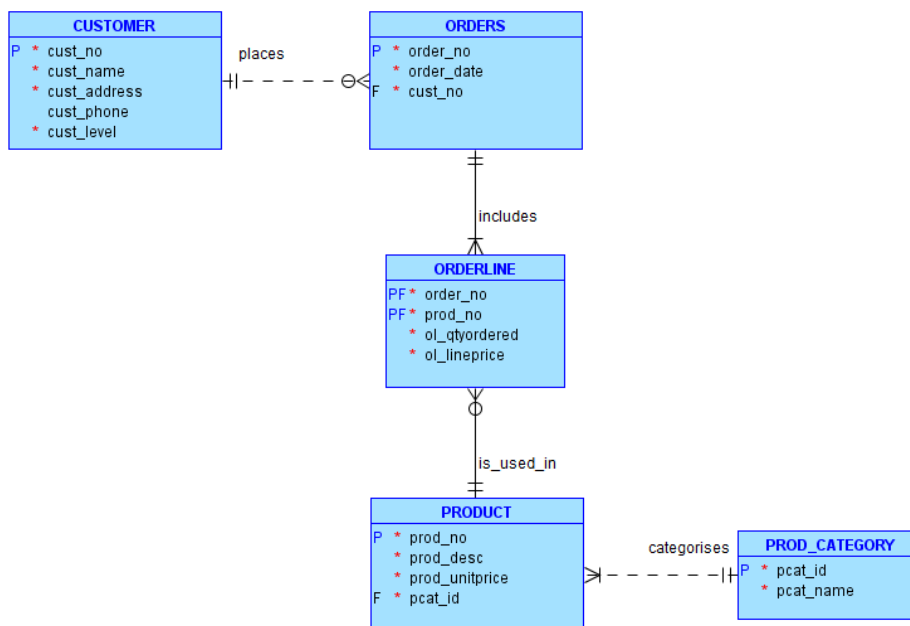 CUSTOMER
P * cust_no
* cust_name
* cust_address
cust_phone
* cust_level
places
ORDERS
P * order_no
* order_date
F * cust_no
includes
ORDERLINE
PF * order_no
PF * prod_no
* ol_qtyordered
* ol_lineprice
is_used_in
PRODUCT
P * prod_no
* prod_desc
* prod_unitprice
F * pcat_id
categorises
PROD_CATEGORY
P * pcat_id
* pcat_name